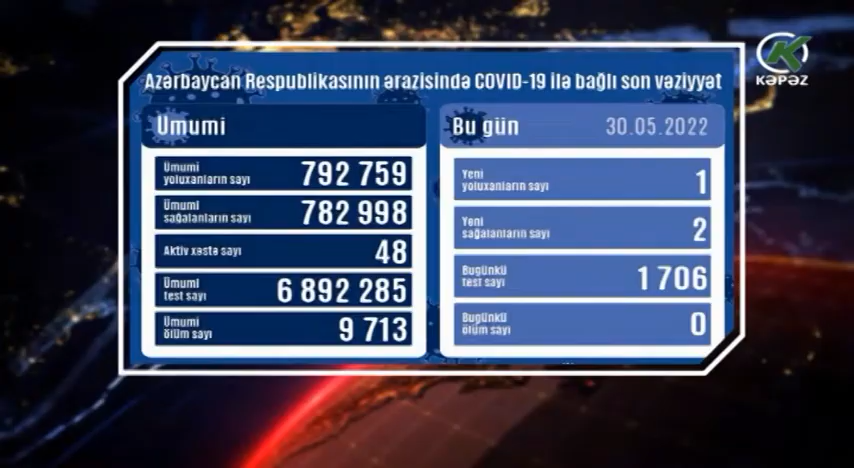 KƏPƏZ
Azərbaycan Respublikasının ərazisində COVID-19 ilə bağlı son vəziyyət
Ümumi
Ümumi
yoluxanların sayı
792 759
Ümumi
sağalanların sayı
782 998
Aktiv xəstə sayı
48
Ümumi
test sayı
6 892 285
Ümumi
ölüm sayı
9 713
Bu gün
30.05.2022
Yeni
yoluxanların sayı
1
Yeni
sağalanların sayı
2
Bugünkü
test sayı
1 706
Bugünkü
ölüm sayı
0